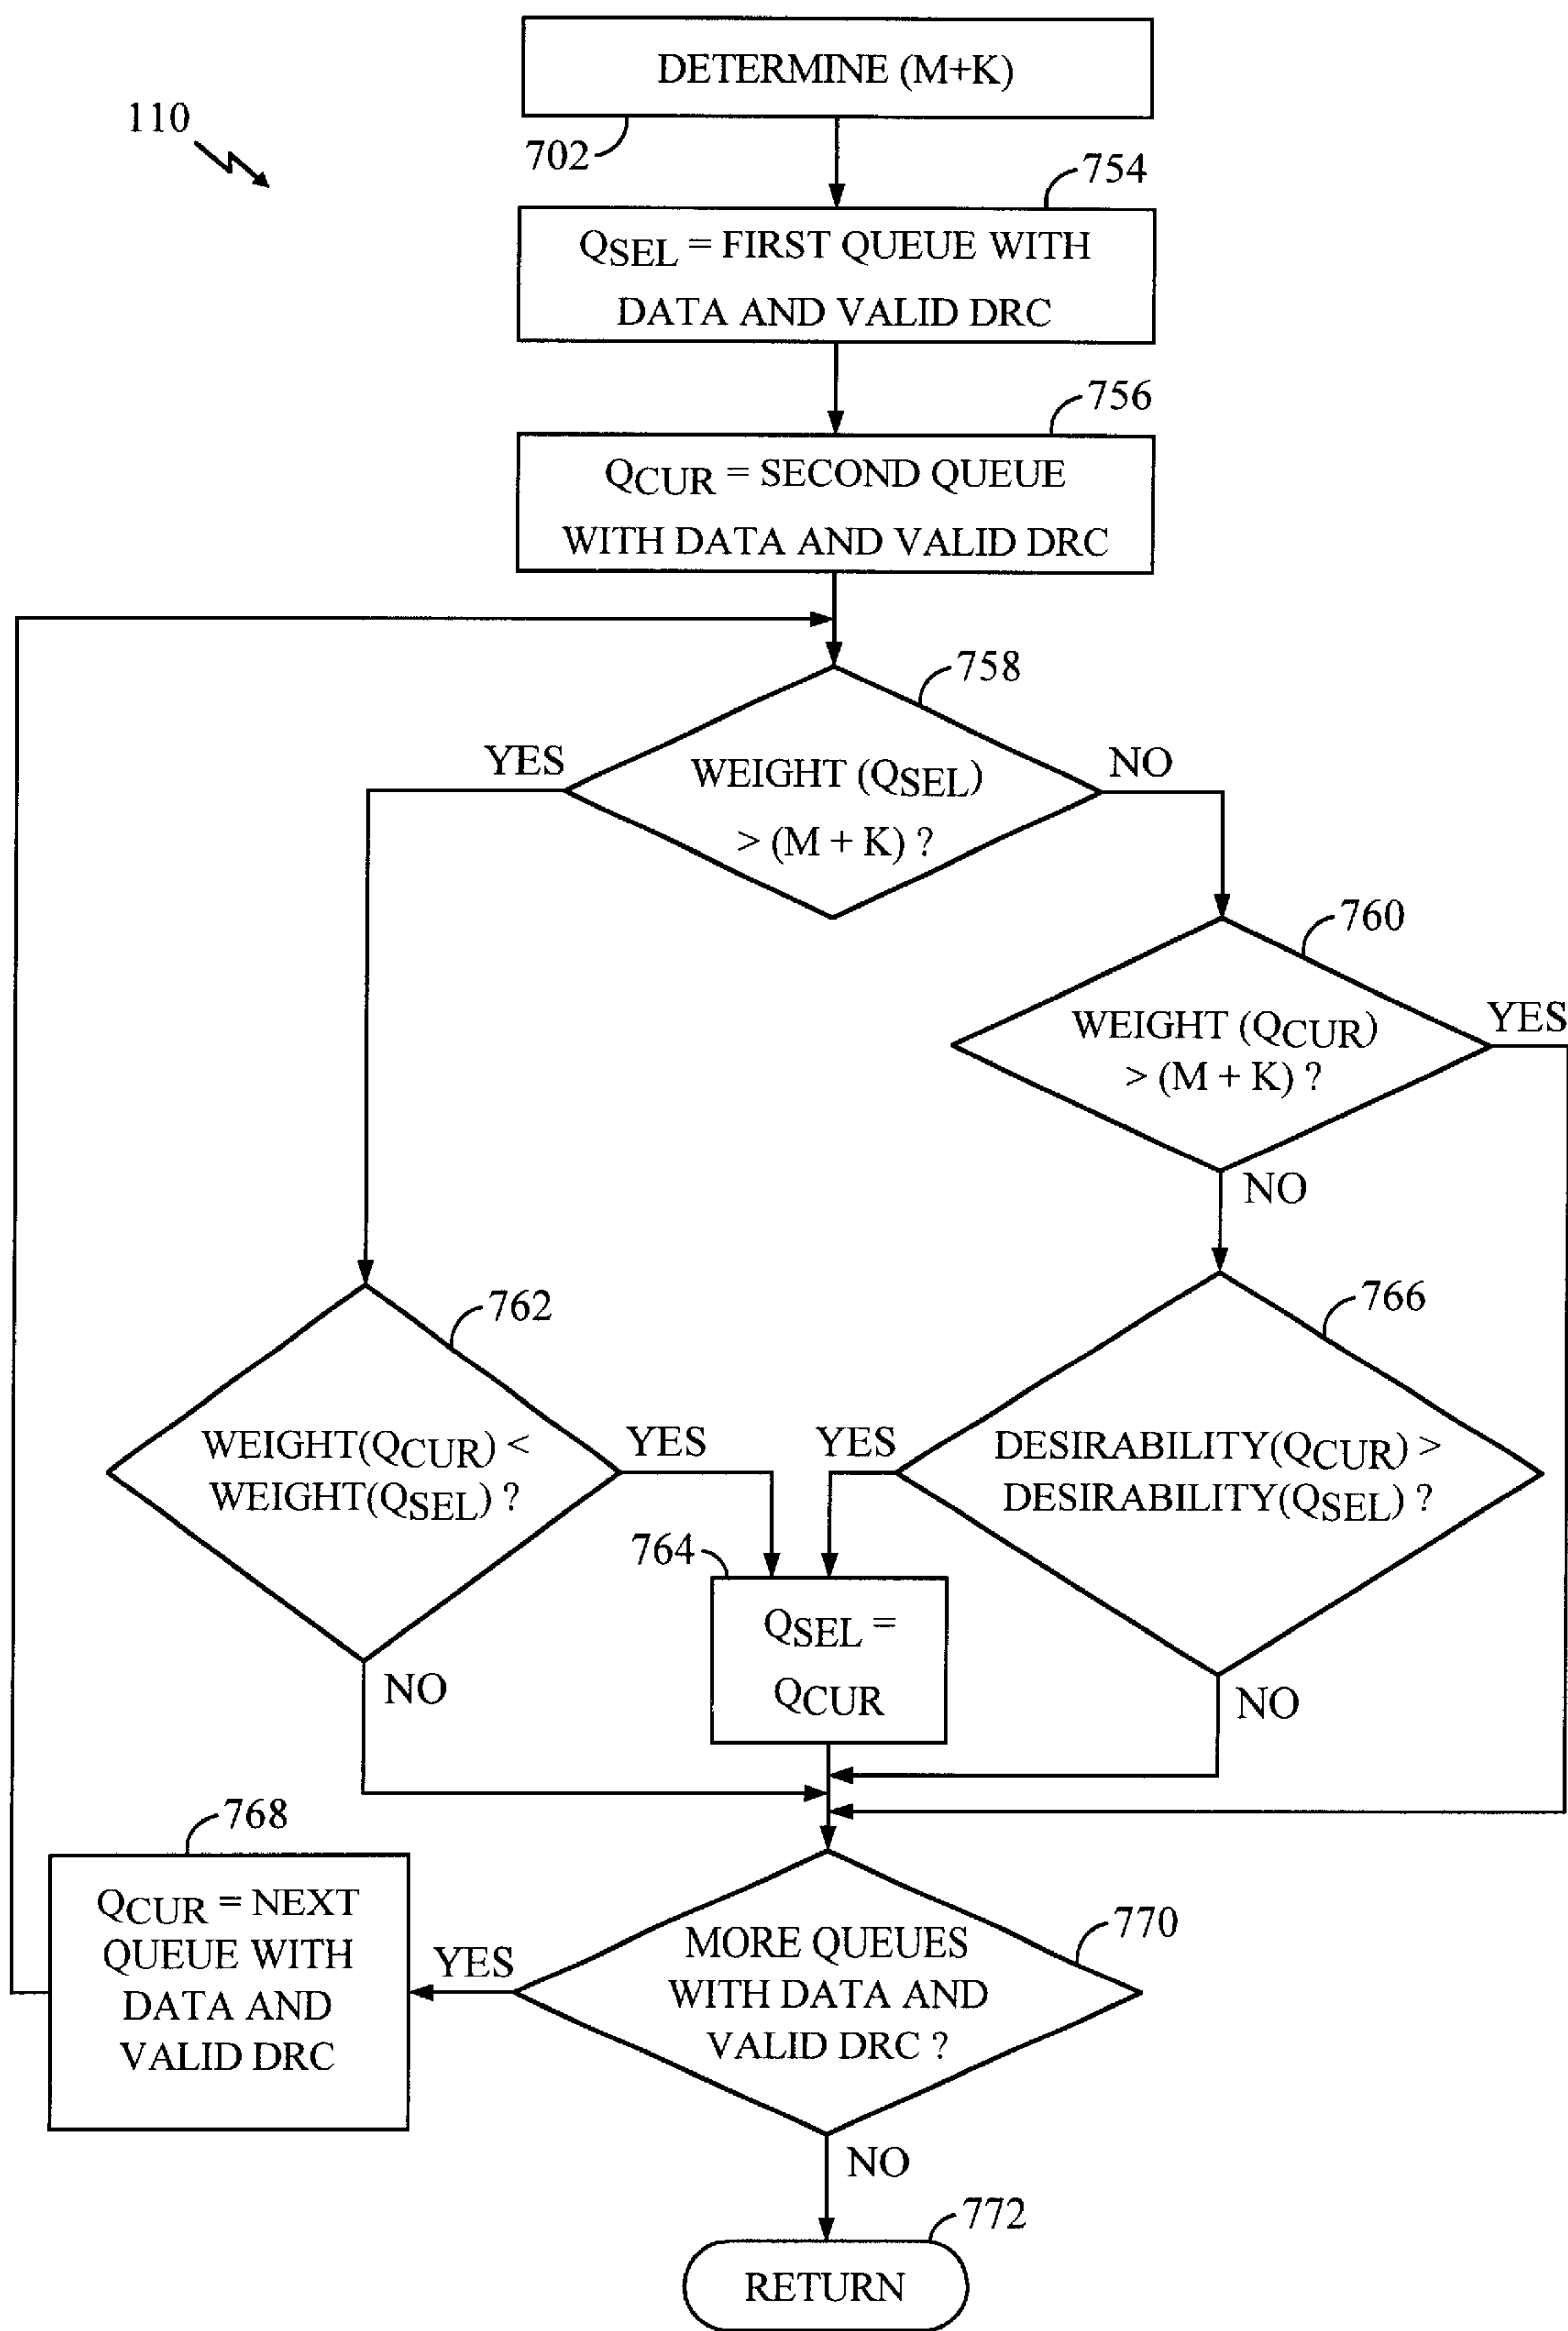 DETERMINE (M+K)
110
702
754
QSEL = FIRST QUEUE WITH
DATA AND VALID DRC
756
QCUR = SECOND QUEUE
WITH DATA AND VALID DRC
758
YES
WEIGHT (QSEL)
> (M + K) ?
NO
760
WEIGHT (QCUR)
> (M + K) ?
YES
NO
762
766
WEIGHT(QCUR) <
WEIGHT(QSEL) ?
YES
YES
DESIRABILITY(QCUR) >
DESIRABILITY(QSEL) ?
764
QSEL =
QCUR
NO
NO
768
QCUR = NEXT
QUEUE WITH
DATA AND
VALID DRC
YES
770
MORE QUEUES
WITH DATA AND
VALID DRC ?
NO
772
RETURN